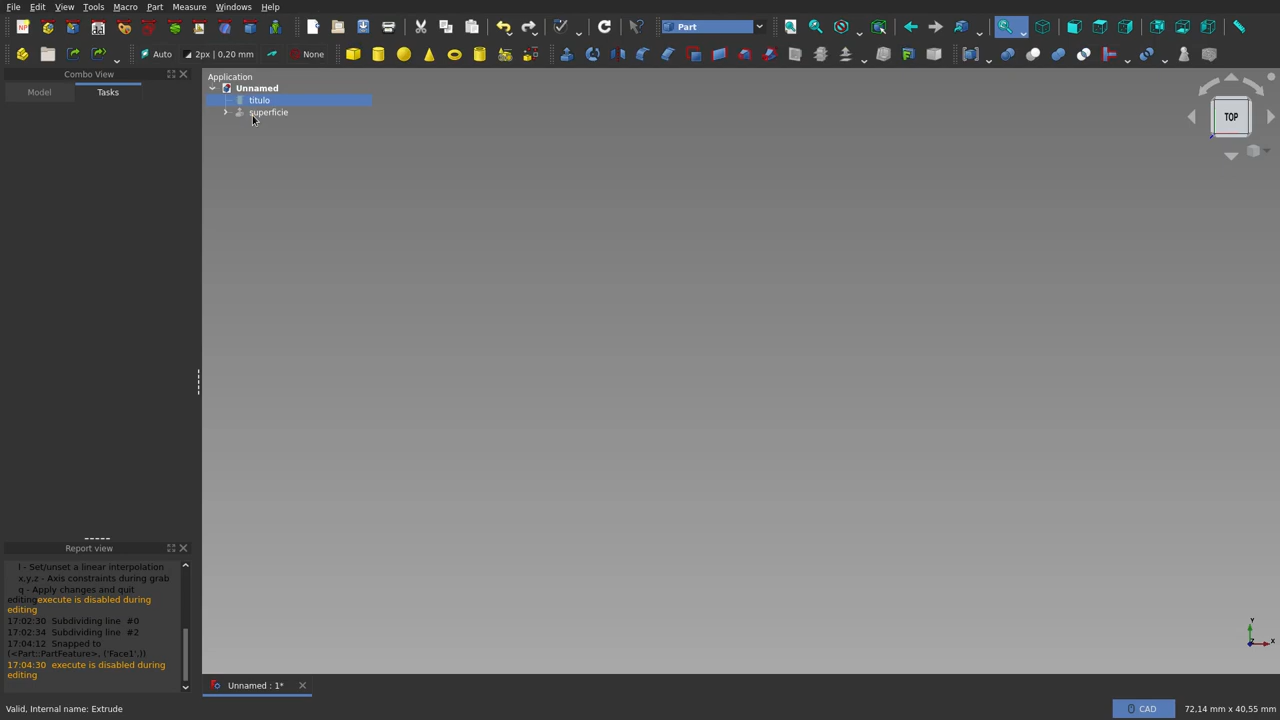 File Edit View Tools Macro Part Measure Windows Help
Part
Auto 2px | 0.20 mm None
Combo View
Model Tasks
Application
Unnamed
titulo
superficie
TOP
Report view
l - Set/unset a linear interpolation
x,y,z - Axis constraints during grab
q - Apply changes and quit
editingexecute is disabled during
editing
17:02:30 Subdividing line #0
17:02:34 Subdividing line #2
17:04:12 Snapped to
(<Part::PartFeature>, ('Face1',))
17:04:30 execute is disabled during
editing
Y
Z X
Unnamed : 1*
Valid, Internal name: Extrude
CAD 72,14 mm x 40,55 mm